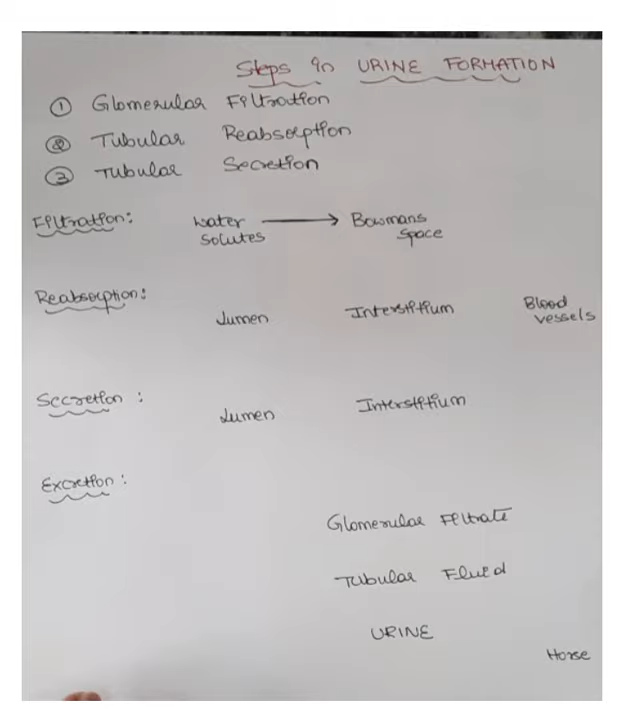 Steps in URINE FORMATION
① Glomerular Filtration
② Tubular Reabsorption
③ Tubular Secretion
Filtration: water → Bowmans
solutes space
Reabsorption:
Lumen Interstitium Blood
vessels
Secretion :
Lumen Interstitium
Excretion :
Glomerular Filtrate
Tubular Fluid
URINE
Horse